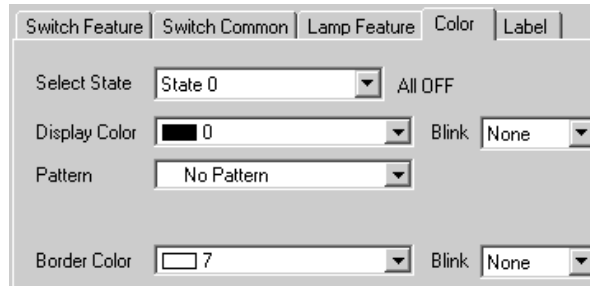 Switch Feature Switch Common Lamp Feature Color Label
Select State State 0 All OFF
Display Color 0 Blink None
Pattern No Pattern
Border Color 7 Blink None